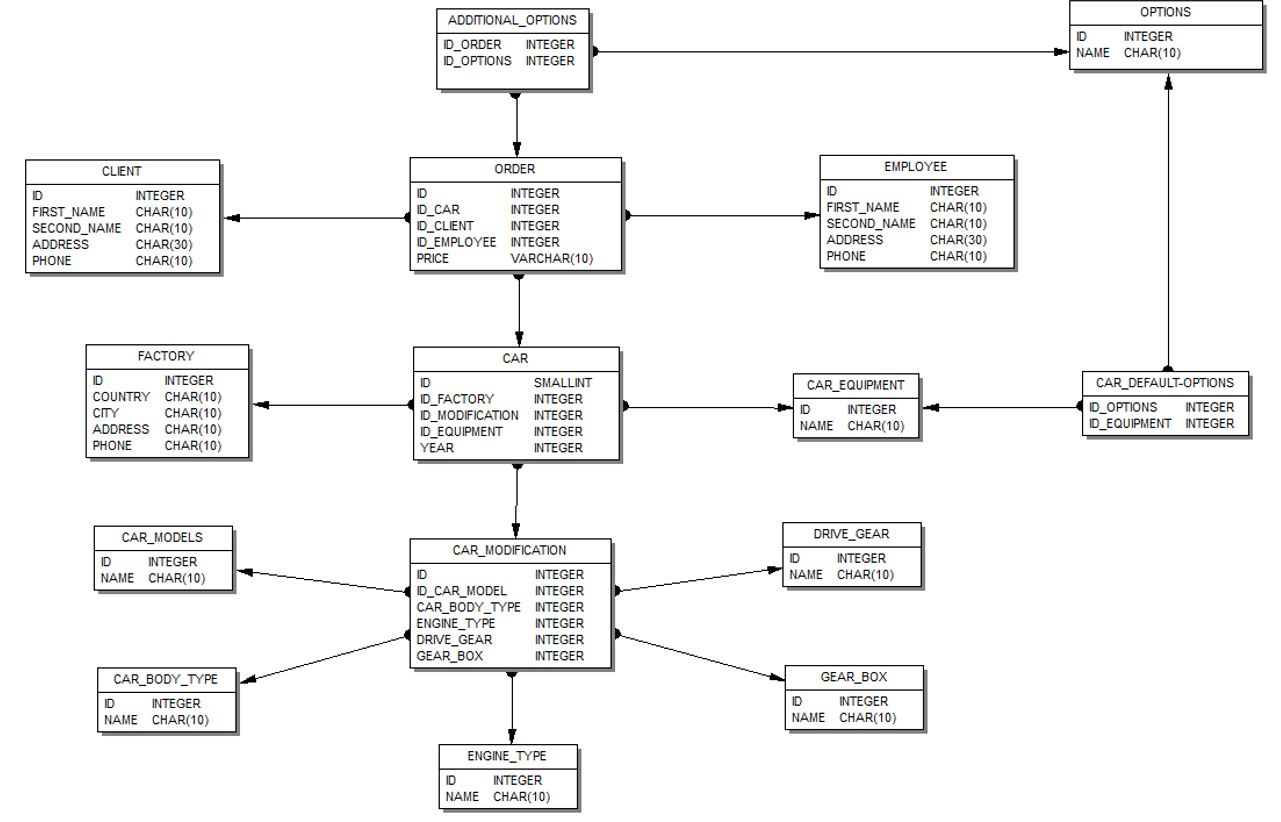 ADDITIONAL_OPTIONS
ID_ORDER INTEGER
ID_OPTIONS INTEGER
OPTIONS
ID INTEGER
NAME CHAR(10)
CLIENT
ID INTEGER
FIRST_NAME CHAR(10)
SECOND_NAME CHAR(10)
ADDRESS CHAR(30)
PHONE CHAR(10)
ORDER
ID INTEGER
ID_CAR INTEGER
ID_CLIENT INTEGER
ID_EMPLOYEE INTEGER
PRICE VARCHAR(10)
EMPLOYEE
ID INTEGER
FIRST_NAME CHAR(10)
SECOND_NAME CHAR(10)
ADDRESS CHAR(30)
PHONE CHAR(10)
FACTORY
ID INTEGER
COUNTRY CHAR(10)
CITY CHAR(10)
ADDRESS CHAR(10)
PHONE CHAR(10)
CAR
ID SMALLINT
ID_FACTORY INTEGER
ID_MODIFICATION INTEGER
ID_EQUIPMENT INTEGER
YEAR INTEGER
CAR_EQUIPMENT
ID INTEGER
NAME CHAR(10)
CAR_DEFAULT-OPTIONS
ID_OPTIONS INTEGER
ID_EQUIPMENT INTEGER
CAR_MODELS
ID INTEGER
NAME CHAR(10)
CAR_MODIFICATION
ID INTEGER
ID_CAR_MODEL INTEGER
CAR_BODY_TYPE INTEGER
ENGINE_TYPE INTEGER
DRIVE_GEAR INTEGER
GEAR_BOX INTEGER
DRIVE_GEAR
ID INTEGER
NAME CHAR(10)
CAR_BODY_TYPE
ID INTEGER
NAME CHAR(10)
GEAR_BOX
ID INTEGER
NAME CHAR(10)
ENGINE_TYPE
ID INTEGER
NAME CHAR(10)